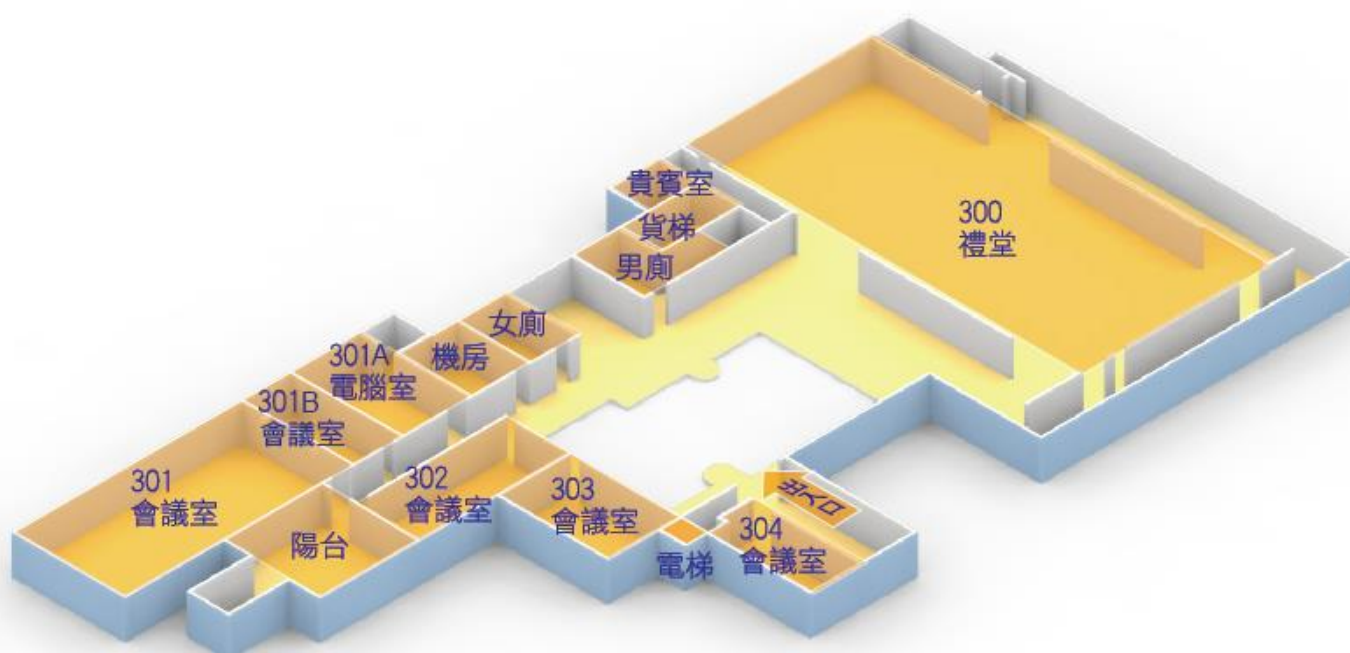 貴賓室
貨梯
男廁
300
禮堂
女廁
機房
301A
電腦室
301B
會議室
301
會議室
302
會議室
303
會議室
陽台
電梯
304
會議室
出入口